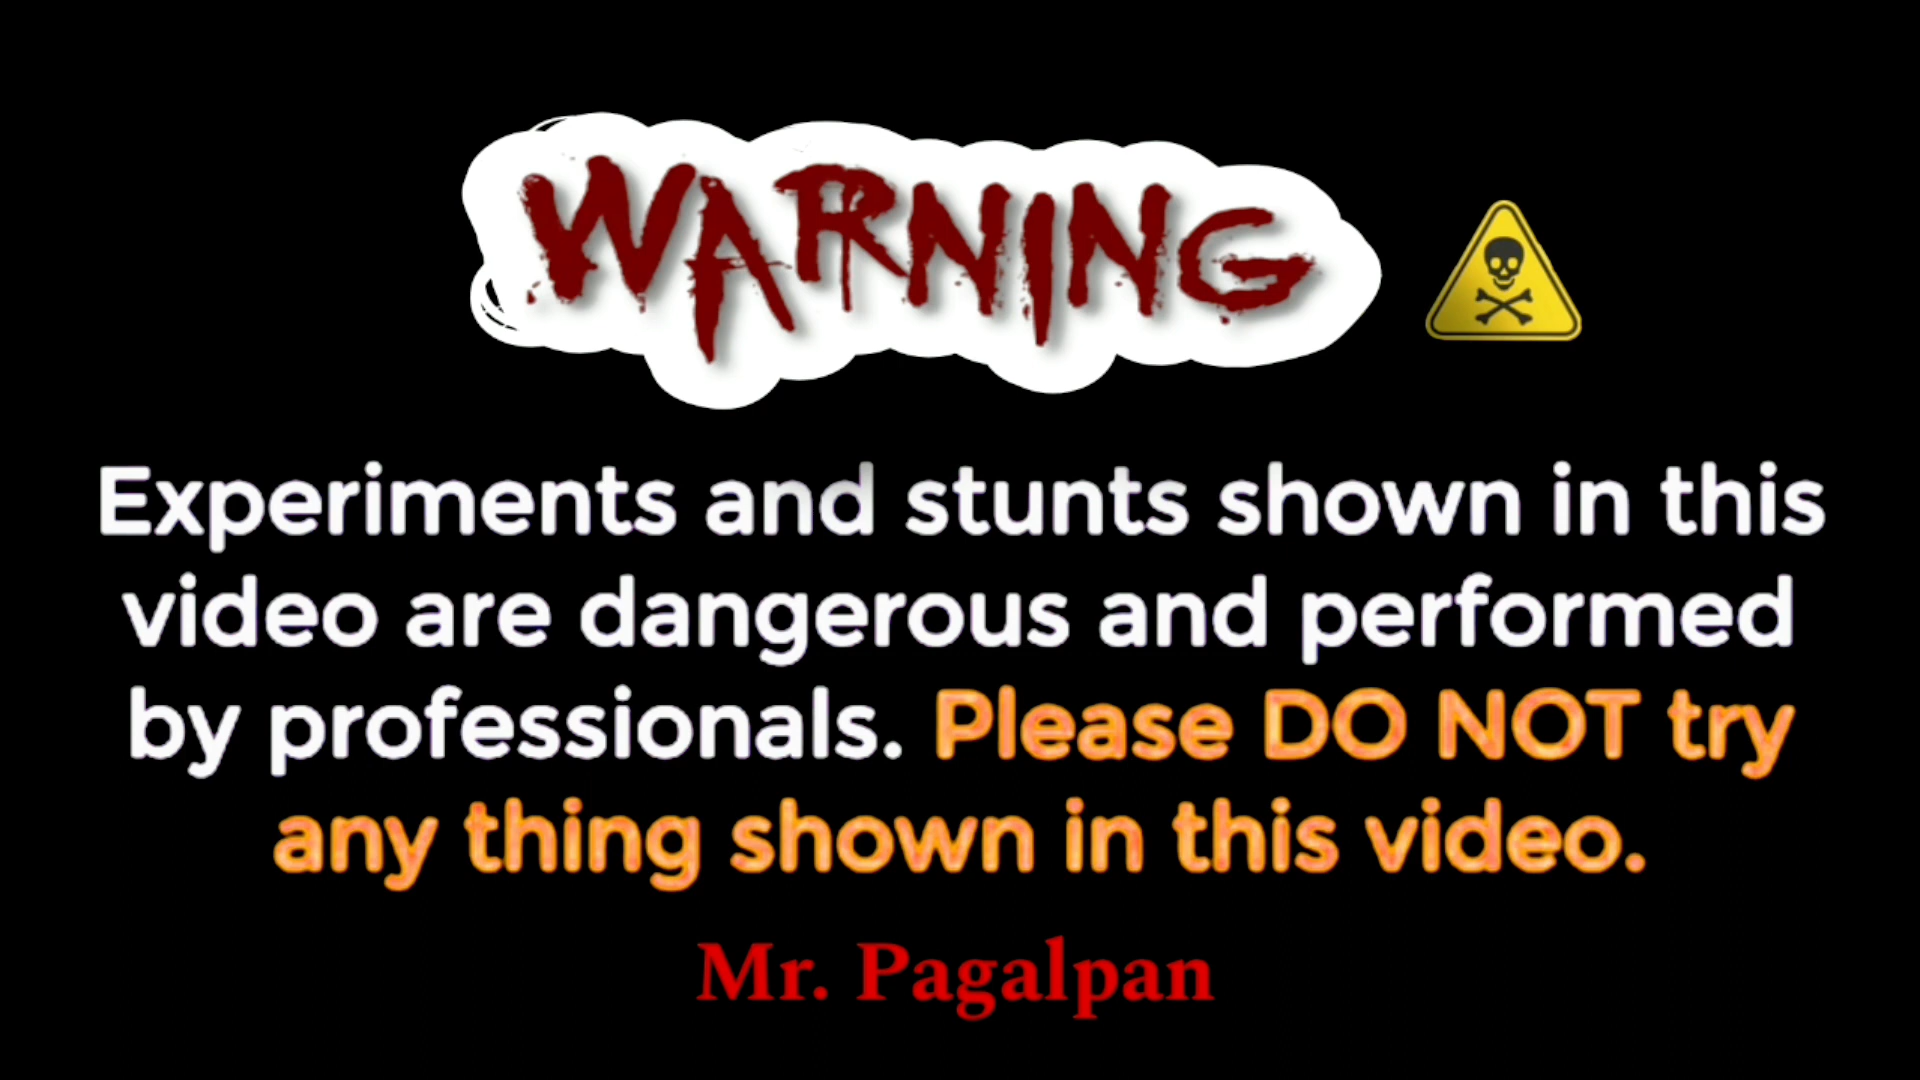 WARNING
Experiments and stunts shown in this
video are dangerous and performed
by professionals. Please DO NOT try
any thing shown in this video.
Mr. Pagalpan